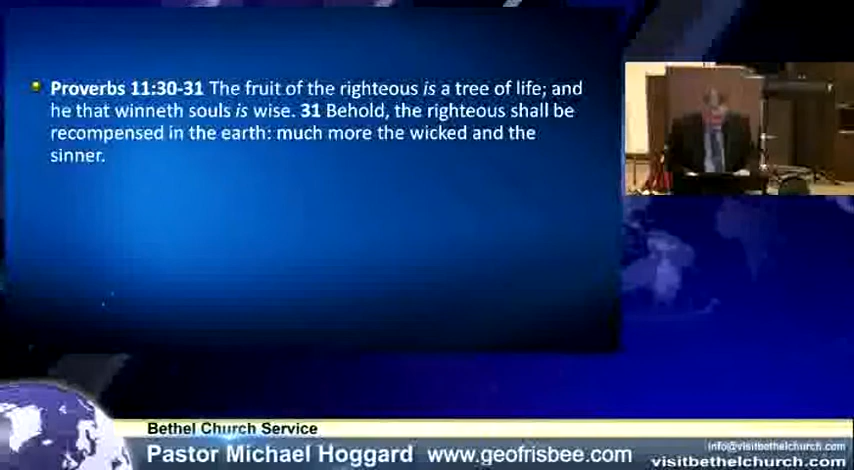 Proverbs 11:30-31 The fruit of the righteous is a tree of life; and
he that winneth souls is wise. 31 Behold, the righteous shall be
recompensed in the earth: much more the wicked and the
sinner.
Bethel Church Service
Pastor Michael Hoggard www.geofrisbee.com
info@visitbethelchurch.com
visitbethelchurch.com